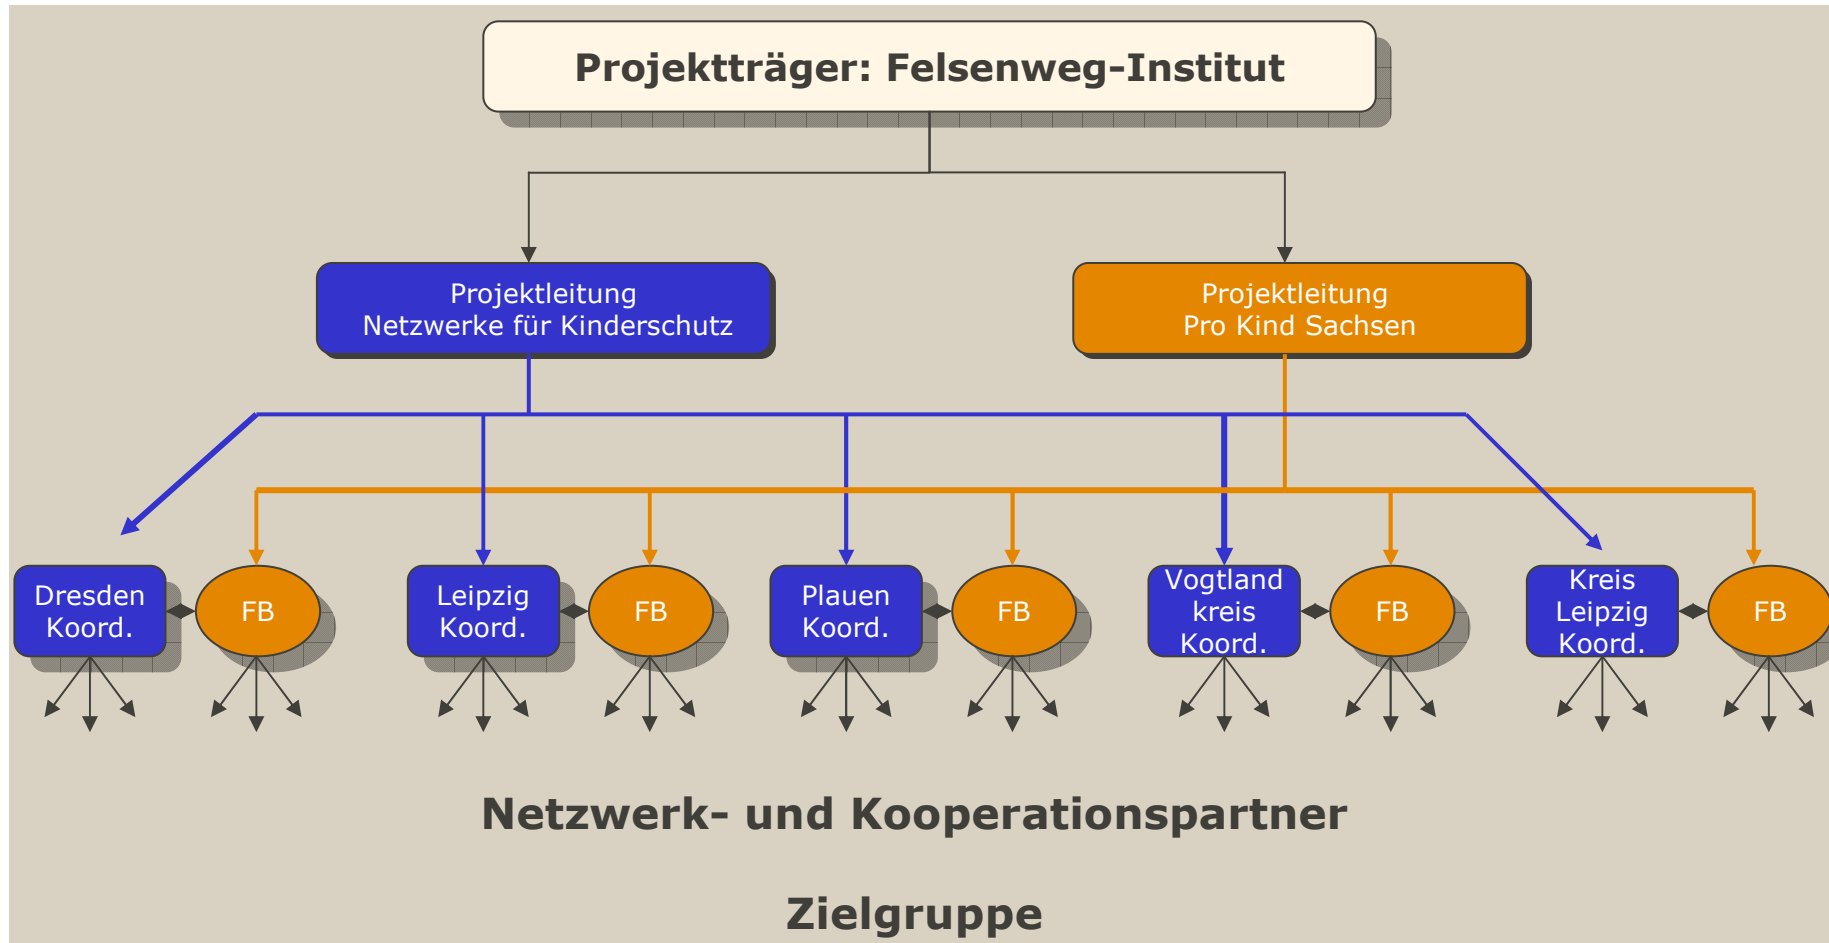 Projektträger: Felsenweg-Institut
Projektleitung
Netzwerke für Kinderschutz
Projektleitung
Pro Kind Sachsen
Dresden
Koord.
FB
Leipzig
Koord.
FB
Plauen
Koord.
FB
Vogtland
kreis
Koord.
FB
Kreis
Leipzig
Koord.
FB
Netzwerk- und Kooperationspartner
Zielgruppe